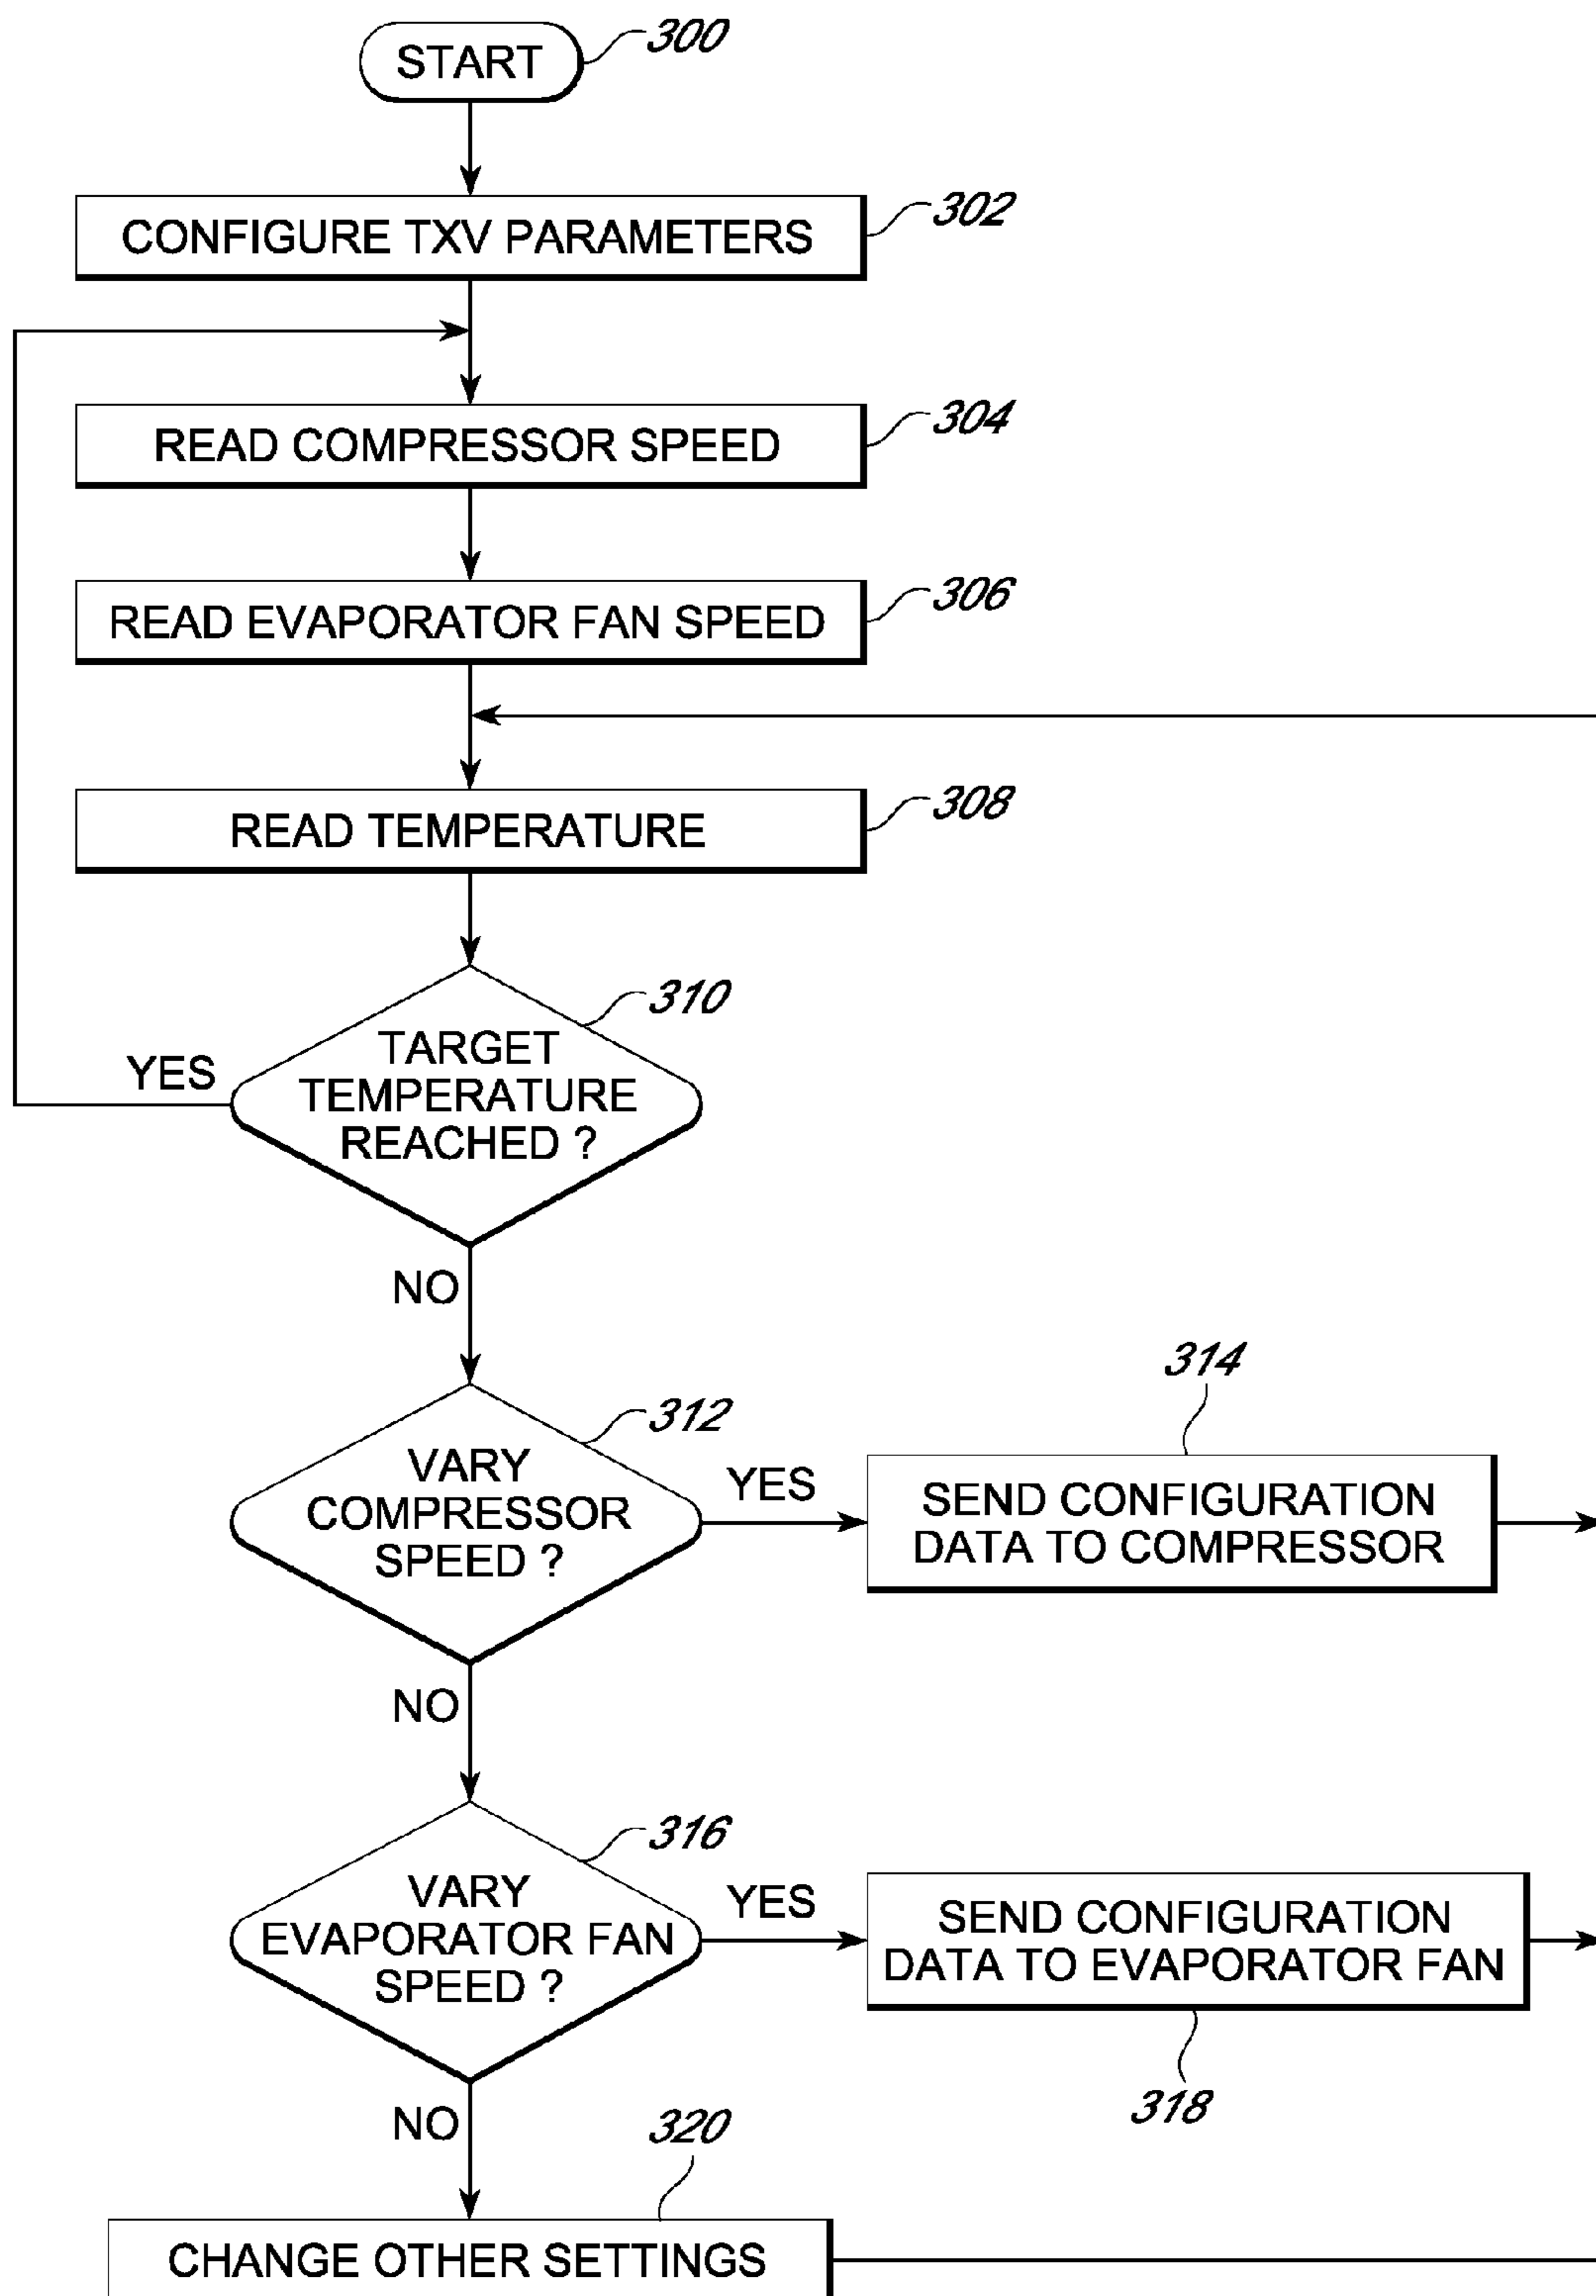 START
300
CONFIGURE TXV PARAMETERS
302
READ COMPRESSOR SPEED
304
READ EVAPORATOR FAN SPEED
306
READ TEMPERATURE
308
310
TARGET
TEMPERATURE
REACHED ?
YES
NO
312
VARY
COMPRESSOR
SPEED ?
YES
314
SEND CONFIGURATION
DATA TO COMPRESSOR
NO
316
VARY
EVAPORATOR FAN
SPEED ?
YES
SEND CONFIGURATION
DATA TO EVAPORATOR FAN
318
NO
320
CHANGE OTHER SETTINGS